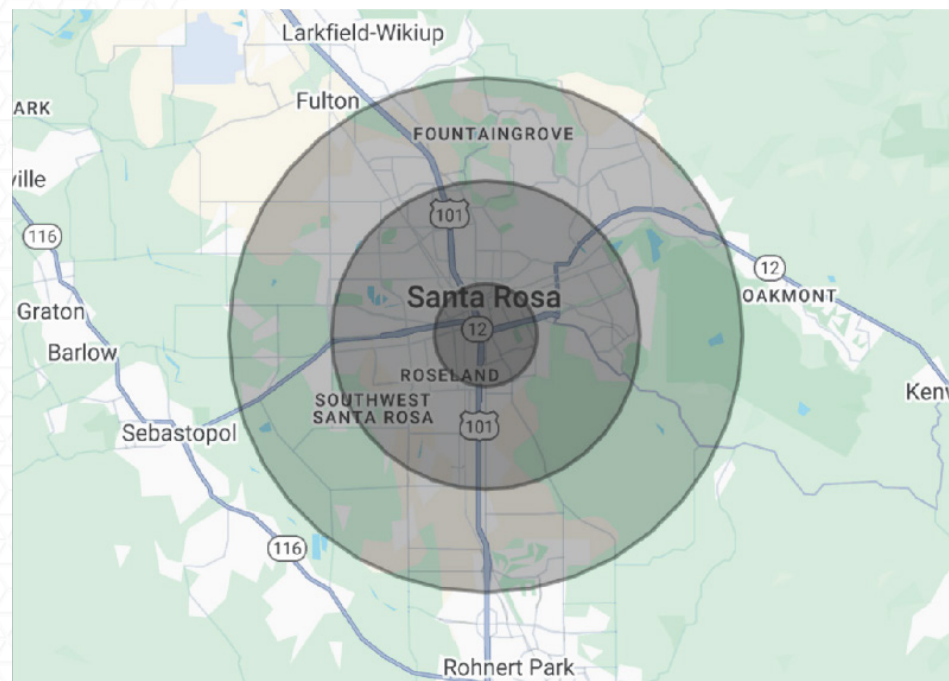 Larkfield-Wikiup
Fulton
ARK
FOUNTAINGROVE
ville
101
116
12
Santa Rosa
OAKMONT
Graton
12
Barlow
ROSELAND
Kenw
SOUTHWEST
SANTA ROSA
101
Sebastopol
116
Rohnert Park